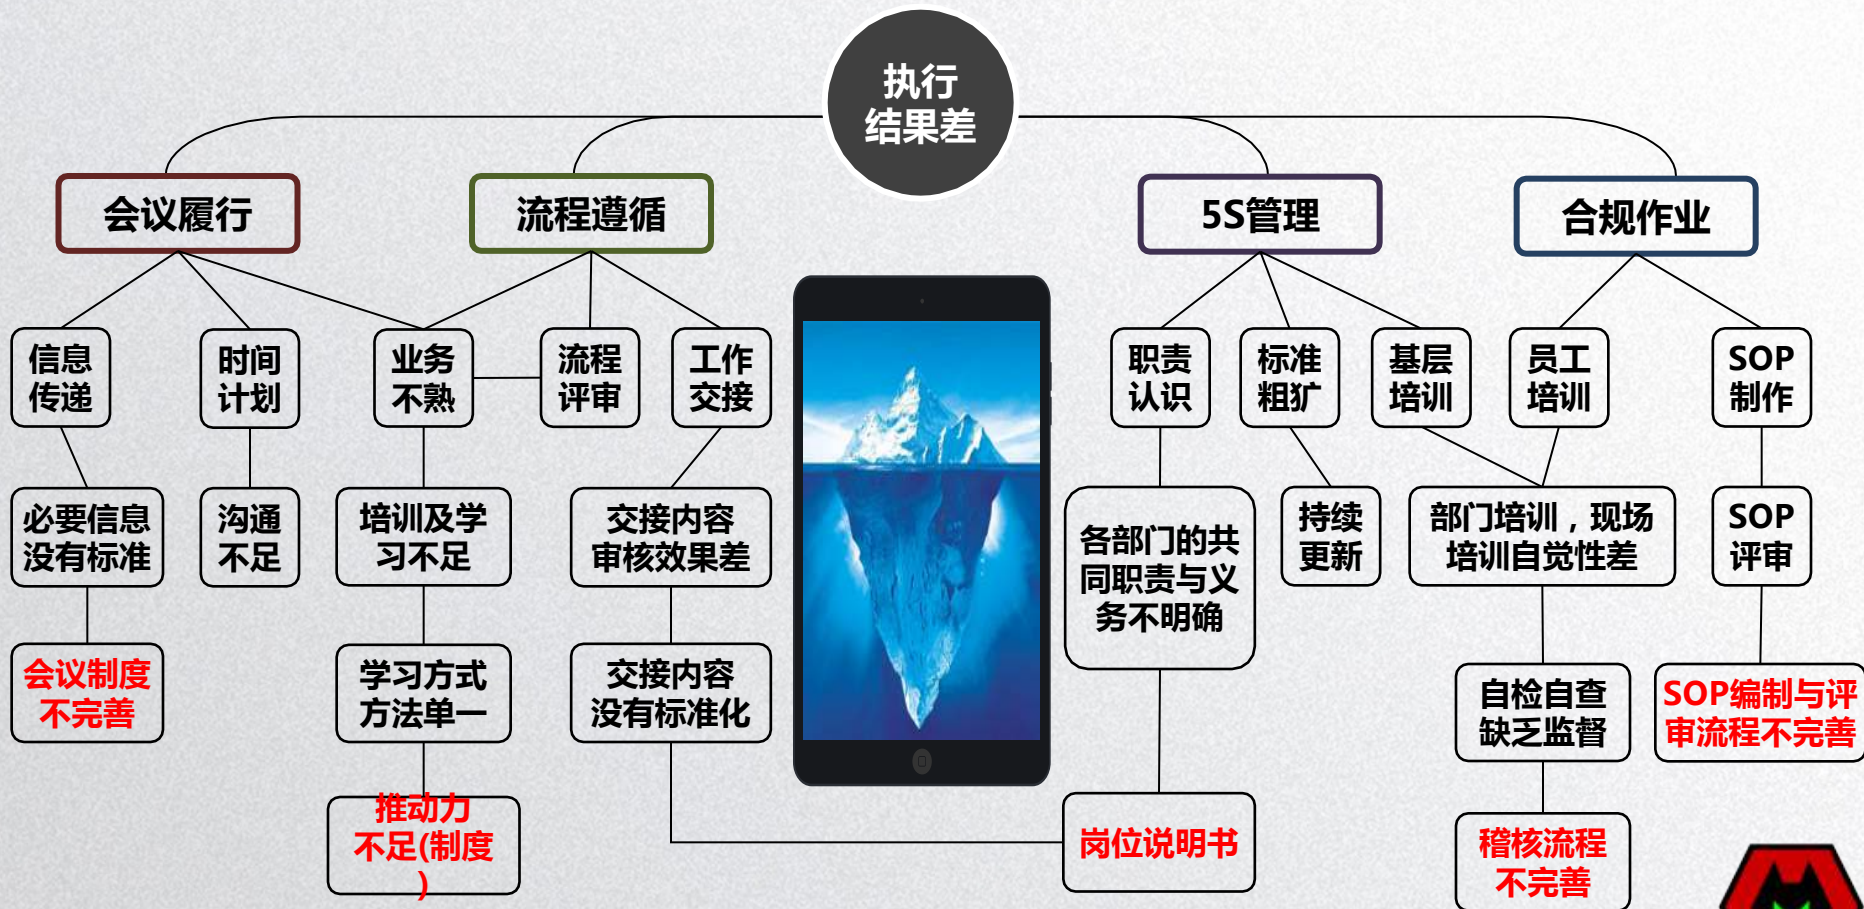 执行
结果差
会议履行
流程遵循
5S管理
合规作业
信息
传递
时间
计划
业务
不熟
流程
评审
工作
交接
职责
认识
标准
粗犷
基层
培训
员工
培训
SOP
制作
必要信息
没有标准
沟通
不足
培训及学
习不足
交接内容
审核效果差
各部门的共
同职责与义
务不明确
持续
更新
部门培训，现场
培训自觉性差
SOP
评审
会议制度
不完善
学习方式
方法单一
交接内容
没有标准化
自检自查
缺乏监督
SOP编制与评
审流程不完善
推动力
不足(制度
)
岗位说明书
稽核流程
不完善